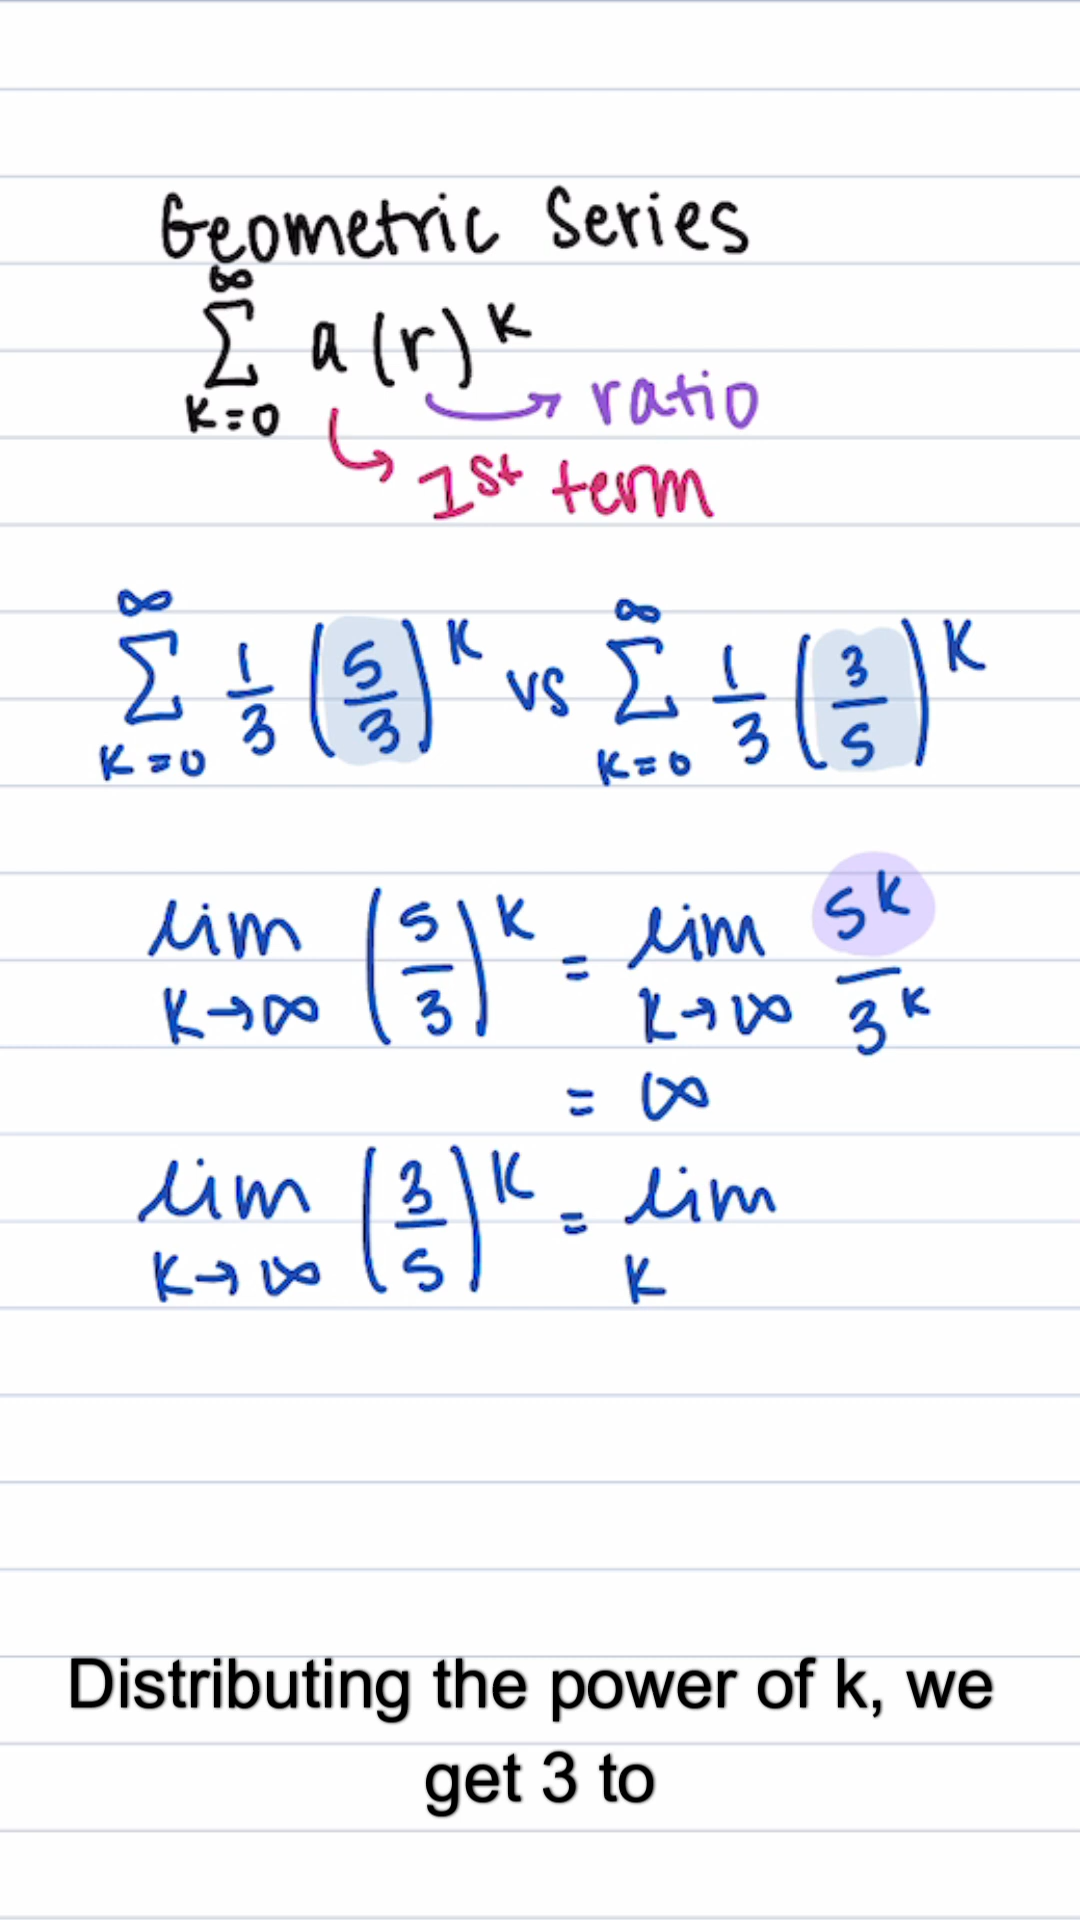 Geometric Series
∞
Σ a(r)^k
k=0
ratio
1st term
∞ ∞
Σ 1/3 (5/3)^k vs Σ 1/3 (3/5)^k
k=0 k=0
lim (5/3)^k = lim 5^k/3^k
k→∞ k→∞
= ∞
lim (3/5)^k = lim
k→∞ k
Distributing the power of k, we
get 3 to